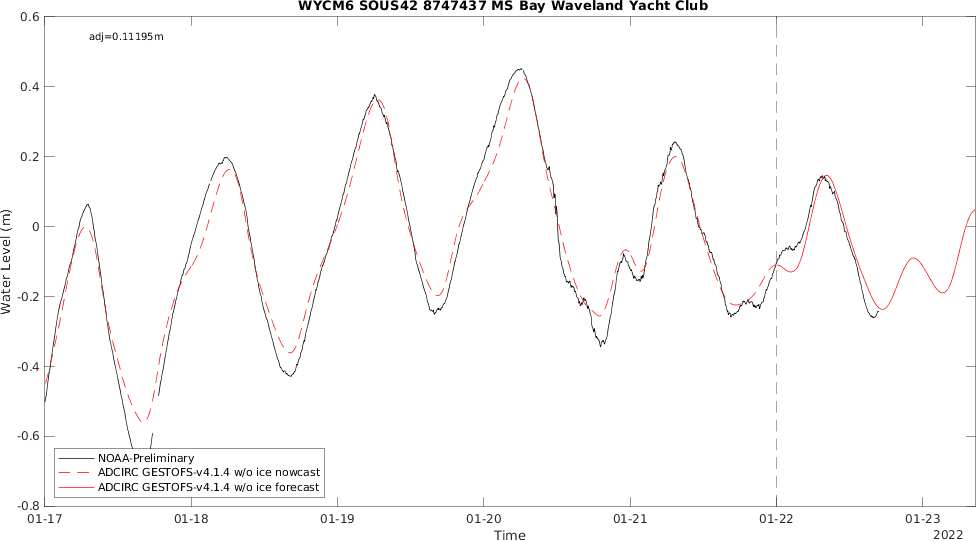 WYCM6 SOUS42 8747437 MS Bay Waveland Yacht Club
adj=0.11195m
Water Level (m)
0.6
0.4
0.2
0
-0.2
-0.4
-0.6
-0.8
NOAA-Preliminary
ADCIRC GESTOFS-v4.1.4 w/o ice nowcast
ADCIRC GESTOFS-v4.1.4 w/o ice forecast
01-17 01-18 01-19 01-20 01-21 01-22 01-23
Time
2022